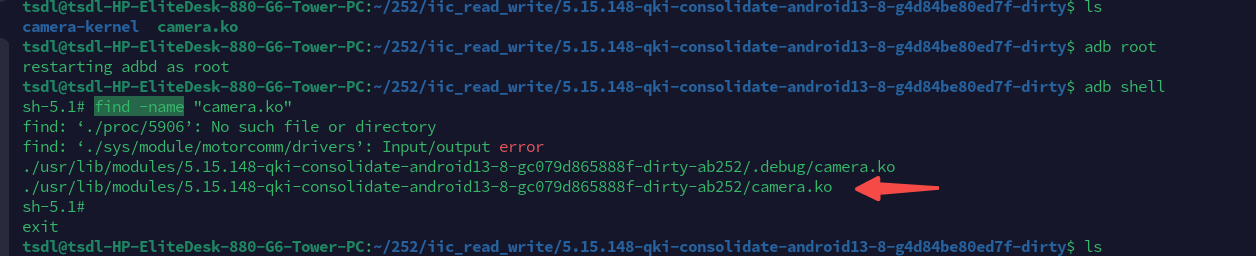 tsdl@tsdl-HP-EliteDesk-880-G6-Tower-PC:~/252/iic_read_write/5.15.148-qki-consolidate-android13-8-g4d84be80ed7f-dirty$ ls
camera-kernel  camera.ko
tsdl@tsdl-HP-EliteDesk-880-G6-Tower-PC:~/252/iic_read_write/5.15.148-qki-consolidate-android13-8-g4d84be80ed7f-dirty$ adb root
restarting adbd as root
tsdl@tsdl-HP-EliteDesk-880-G6-Tower-PC:~/252/iic_read_write/5.15.148-qki-consolidate-android13-8-g4d84be80ed7f-dirty$ adb shell
sh-5.1# find -name "camera.ko"
find: ‘./proc/5906’: No such file or directory
find: ‘./sys/module/motorcomm/drivers’: Input/output error
./usr/lib/modules/5.15.148-qki-consolidate-android13-8-gc079d865888f-dirty-ab252/.debug/camera.ko
./usr/lib/modules/5.15.148-qki-consolidate-android13-8-gc079d865888f-dirty-ab252/camera.ko
sh-5.1#
exit
tsdl@tsdl-HP-EliteDesk-880-G6-Tower-PC:~/252/iic_read_write/5.15.148-qki-consolidate-android13-8-g4d84be80ed7f-dirty$ ls